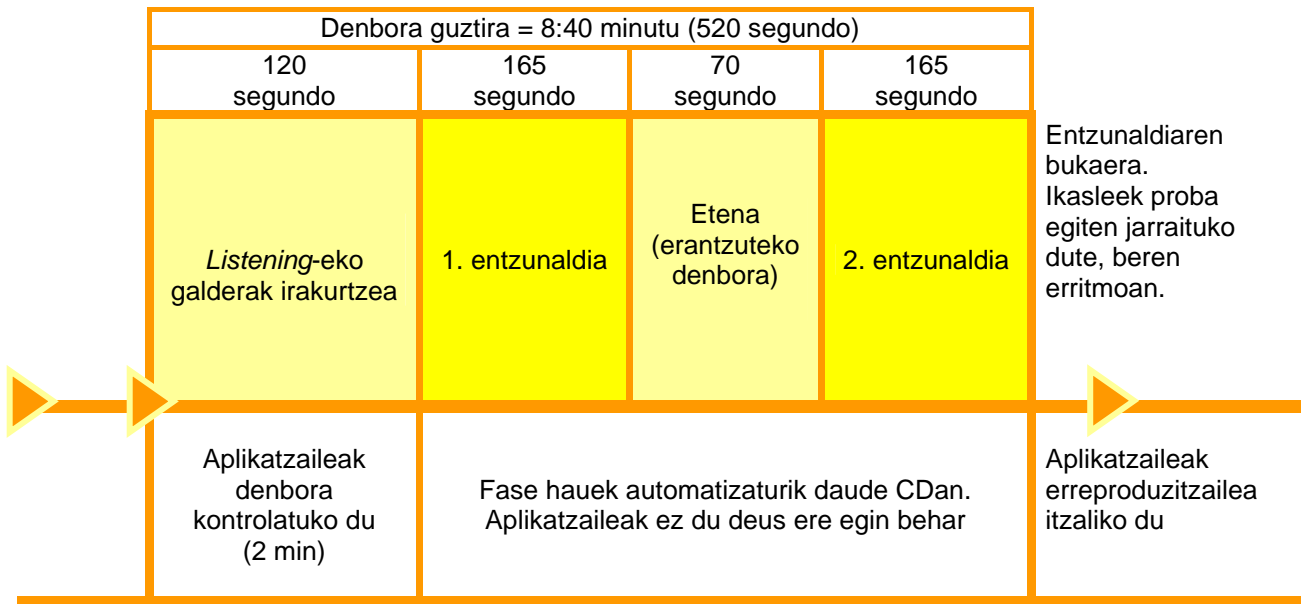 Denbora guztira = 8:40 minutu (520 segundo)
120
segundo
165
segundo
70
segundo
165
segundo
Listening-eko
galderak irakurtzea
1. entzunaldia
Etena
(erantzuteko
denbora)
2. entzunaldia
Entzunaldiaren
bukaera.
Ikasleek proba
egiten jarraituko
dute, beren
erritmoan.
Aplikatzaileak
denbora
kontrolatuko du
(2 min)
Fase hauek automatizaturik daude CDan.
Aplikatzaileak ez du deus ere egin behar
Aplikatzaileak
erreproduzitzailea
itzaliko du